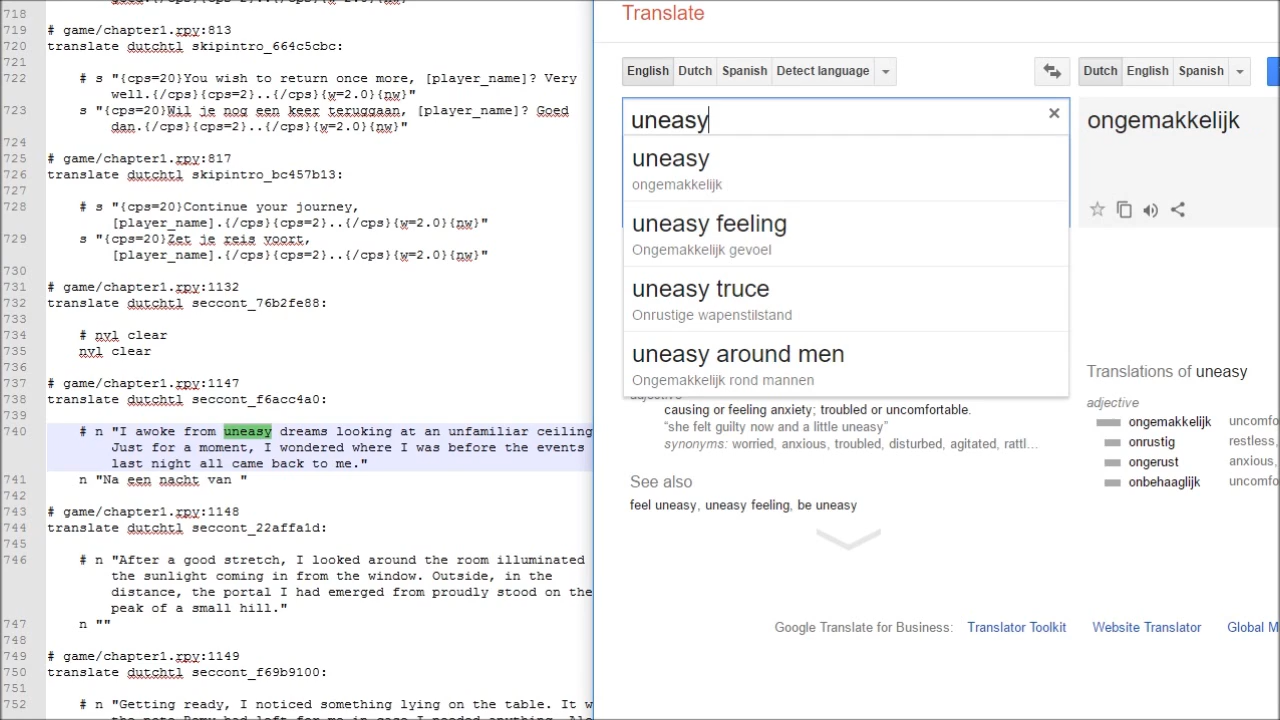 718
719 # game/chapter1.rpy:813
720 translate dutchtl skipintro_664c5cbc:
721
722 # s "{cps=20}You wish to return once more, [player_name]? Very
well.{/cps}{cps=2}..{/cps}{w=2.0}{nw}"
723 s "{cps=20}Wil je nog een keer teruggaan, [player_name]? Goed
dan.{/cps}{cps=2}..{/cps}{w=2.0}{nw}"
724
725 # game/chapter1.rpy:817
726 translate dutchtl skipintro_bc457b13:
727
728 # s "{cps=20}Continue your journey,
[player_name].{/cps}{cps=2}..{/cps}{w=2.0}{nw}"
729 s "{cps=20}Zet je reis voort,
[player_name].{/cps}{cps=2}..{/cps}{w=2.0}{nw}"
730
731 # game/chapter1.rpy:1132
732 translate dutchtl seccont_76b2fe88:
733
734 # nvl clear
735 nvl clear
736
737 # game/chapter1.rpy:1147
738 translate dutchtl seccont_f6acc4a0:
739
740 # n "I awoke from uneasy dreams looking at an unfamiliar ceiling
Just for a moment, I wondered where I was before the events
last night all came back to me."
741 n "Na een nacht van "
742
743 # game/chapter1.rpy:1148
744 translate dutchtl seccont_22affa1d:
745
746 # n "After a good stretch, I looked around the room illuminated
the sunlight coming in from the window. Outside, in the
distance, the portal I had emerged from proudly stood on the
peak of a small hill."
747 n ""
748
749 # game/chapter1.rpy:1149
750 translate dutchtl seccont_f69b9100:
751
752 # n "Getting ready, I noticed something lying on the table. It w
Translate
English Dutch Spanish Detect language
Dutch English Spanish
uneasy
ongemakkelijk
uneasy
ongemakkelijk
uneasy feeling
Ongemakkelijk gevoel
uneasy truce
Onrustige wapenstilstand
uneasy around men
Ongemakkelijk rond mannen
causing or feeling anxiety; troubled or uncomfortable.
“she felt guilty now and a little uneasy”
synonyms: worried, anxious, troubled, disturbed, agitated, rattl...
See also
feel uneasy, uneasy feeling, be uneasy
Translations of uneasy
adjective
ongemakkelijk uncomfo
onrustig restless,
ongerust anxious,
onbehaaglijk uncomfo
Google Translate for Business: Translator Toolkit Website Translator Global M